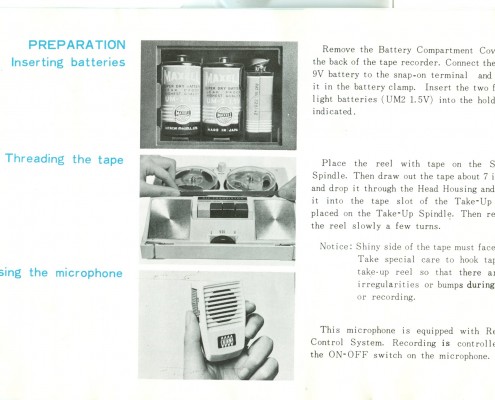 PREPARATION
Inserting batteries
MAXELL MAXELL
Remove the Battery Compartment Cov
the back of the tape recorder. Connect the
9V battery to the snap-on terminal and
it in the battery clamp. Insert the two f
light batteries (UM2 1.5V) into the hold
indicated.
Threading the tape
Place the reel with tape on the S
Spindle. Then draw out the tape about 7 i
and drop it through the Head Housing and
it into the tape slot of the Take-Up
placed on the Take-Up Spindle. Then re
the reel slowly a few turns.
Notice: Shiny side of the tape must face
Take special care to hook tap
take-up reel so that there ar
irregularities or bumps during
or recording.
sing the microphone
This microphone is equipped with Re
Control System. Recording is controlle
the ON-OFF switch on the microphone.